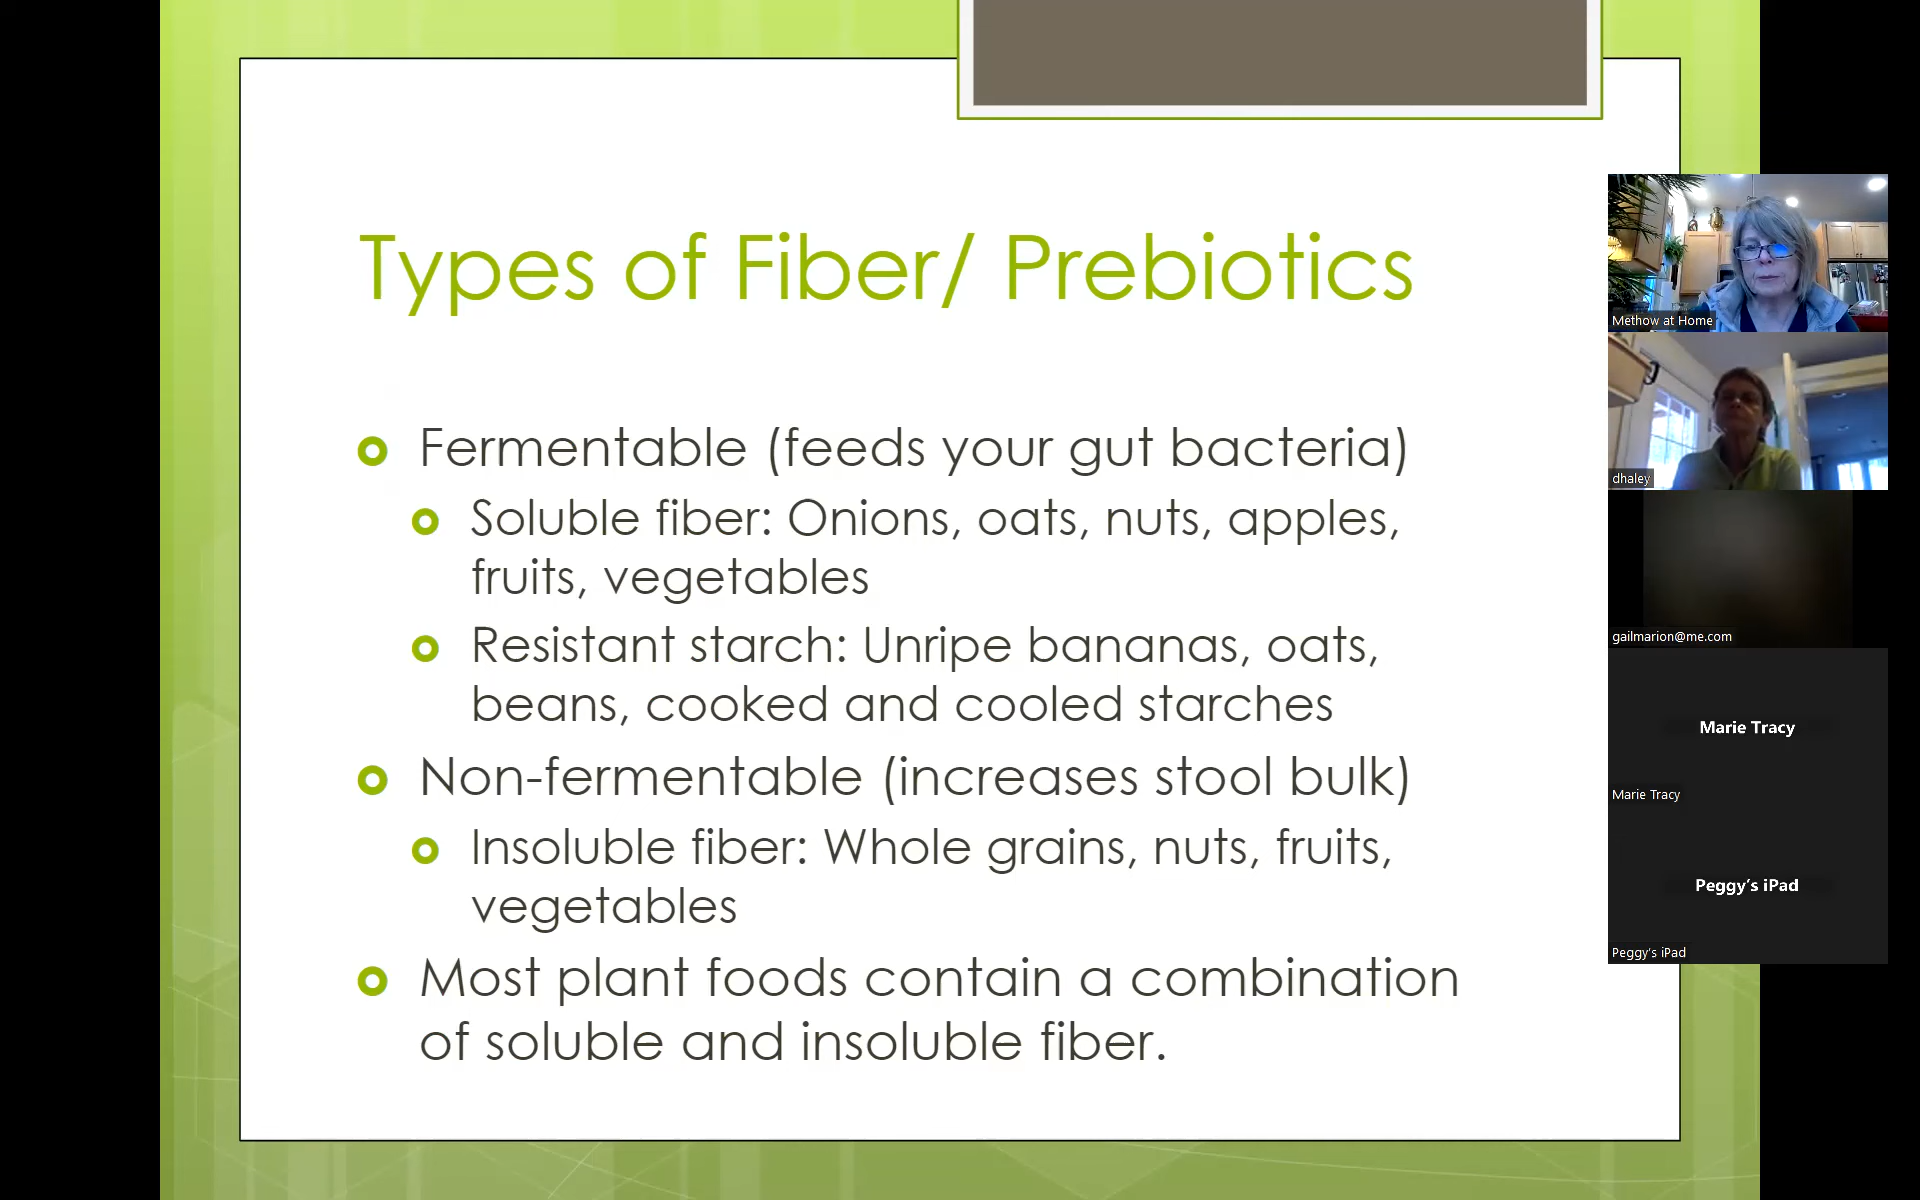 Types of Fiber/ Prebiotics
Fermentable (feeds your gut bacteria)
Soluble fiber: Onions, oats, nuts, apples,
fruits, vegetables
Resistant starch: Unripe bananas, oats,
beans, cooked and cooled starches
Non-fermentable (increases stool bulk)
Insoluble fiber: Whole grains, nuts, fruits,
vegetables
Most plant foods contain a combination
of soluble and insoluble fiber.
Methow at Home
dhaley
gailmarion@me.com
Marie Tracy
Marie Tracy
Peggy’s iPad
Peggy's iPad